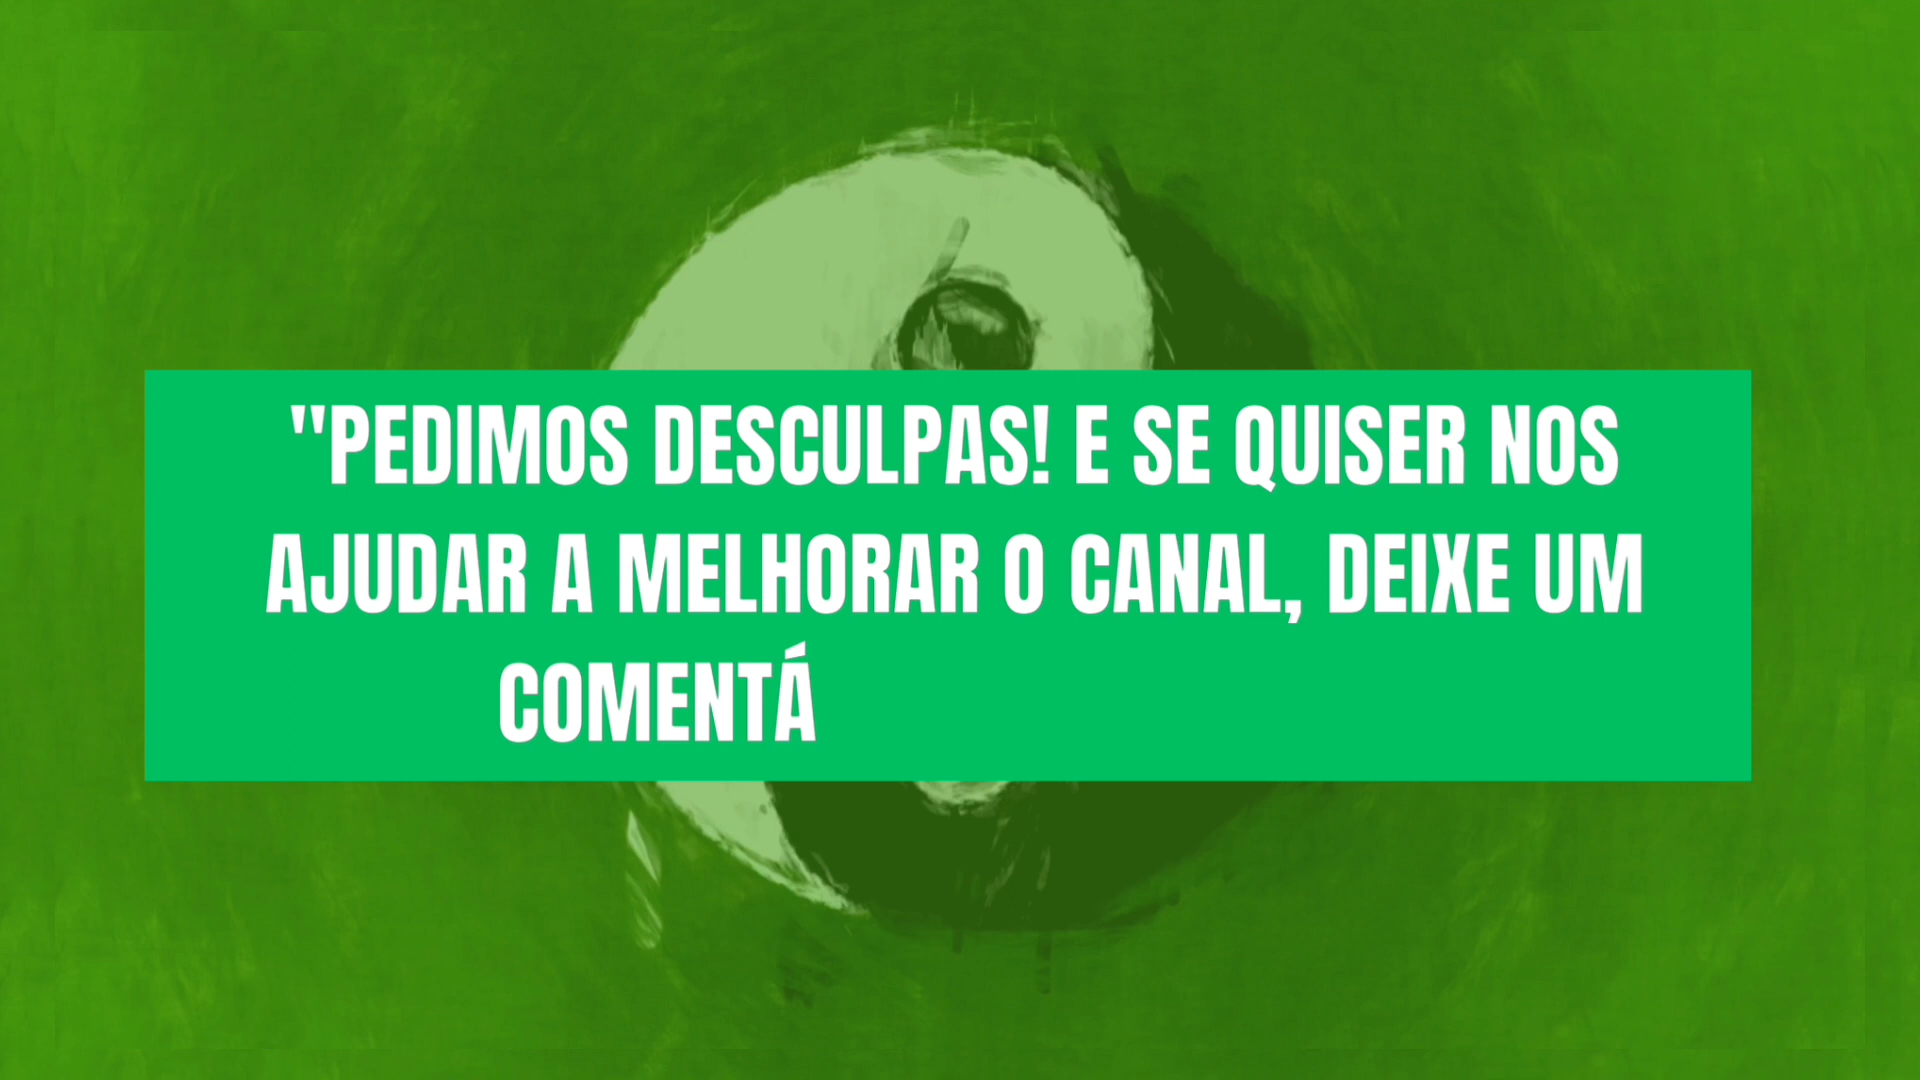 "PEDIMOS DESCULPAS! E SE QUISER NOS
AJUDAR A MELHORAR O CANAL, DEIXE UM
COMENTÁ